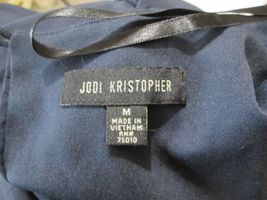 JODI KRISTOPHER
M
MADE IN
VIETNAM
RN#
75010